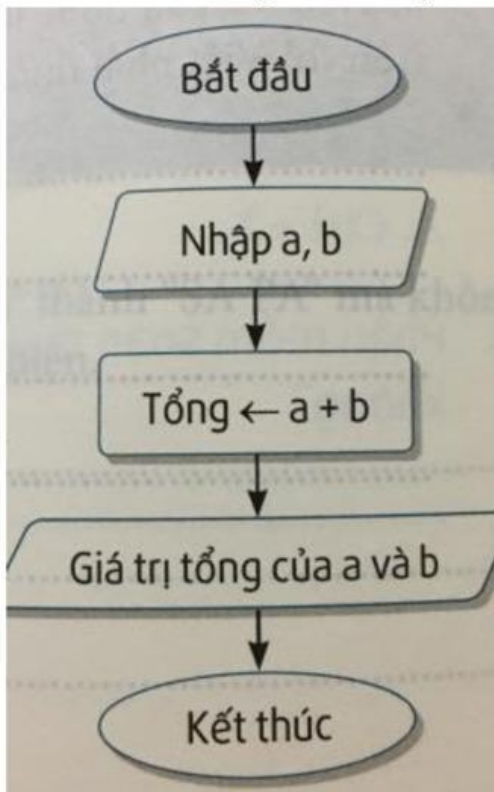 Bắt đầu
Nhập a, b
Tổng ← a + b
Giá trị tổng của a và b
Kết thúc